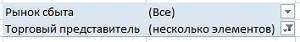 Рынок сбыта (Все)
Торговый представитель (несколько элементов)